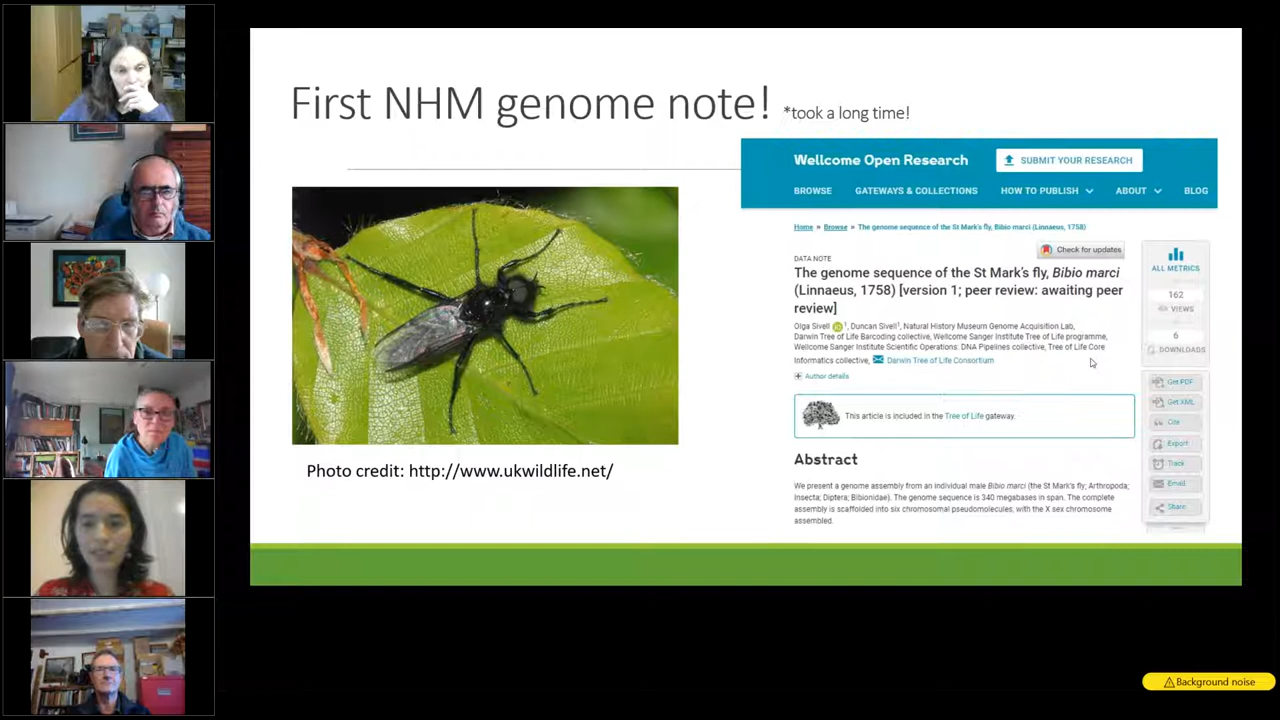 First NHM genome note! *took a long time!
Wellcome Open Research
SUBMIT YOUR RESEARCH
BROWSE GATEWAYS & COLLECTIONS HOW TO PUBLISH ABOUT BLOG
Home » Browse » The genome sequence of the St Mark's fly, Bibio marci (Linnaeus, 1758)
Check for updates
DATA NOTE
The genome sequence of the St Mark's fly, Bibio marci
(Linnaeus, 1758) [version 1; peer review: awaiting peer
review]
Olga Sivell iD 1, Duncan Sivell1, Natural History Museum Genome Acquisition Lab,
Darwin Tree of Life Barcoding collective, Wellcome Sanger Institute Tree of Life programme,
Wellcome Sanger Institute Scientific Operations: DNA Pipelines collective, Tree of Life Core
Informatics collective, Darwin Tree of Life Consortium
+ Author details
This article is included in the Tree of Life gateway.
Abstract
We present a genome assembly from an individual male Bibio marci (the St Mark's fly; Arthropoda;
Insecta; Diptera; Bibionidae). The genome sequence is 340 megabases in span. The complete
assembly is scaffolded into six chromosomal pseudomolecules, with the X sex chromosome
assembled.
ALL METRICS
162
VIEWS
6
DOWNLOADS
Get PDF
Get XML
Cite
Export
Track
Email
Share
Photo credit: http://www.ukwildlife.net/
Background noise